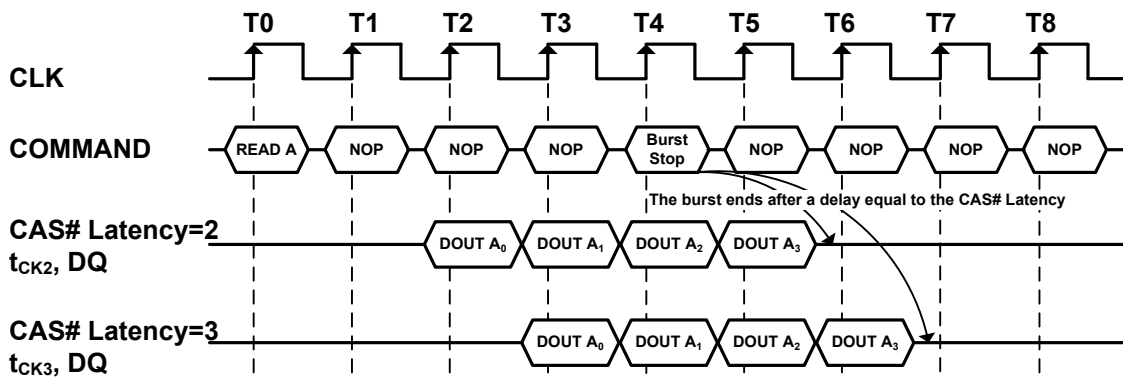 T0 T1 T2 T3 T4 T5 T6 T7 T8
CLK
COMMAND READ A NOP NOP NOP Burst Stop NOP NOP NOP NOP
The burst ends after a delay equal to the CAS# Latency
CAS# Latency=2
tCK2, DQ DOUT A0 DOUT A1 DOUT A2 DOUT A3
CAS# Latency=3
tCK3, DQ DOUT A0 DOUT A1 DOUT A2 DOUT A3